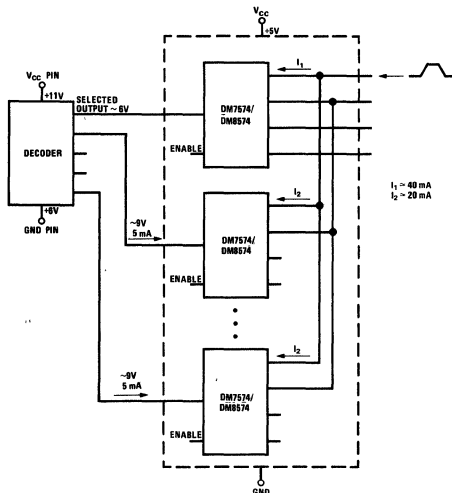 VCC
+5V
VCC PIN
+11V
SELECTED
OUTPUT ~ 6V
DECODER
+6V
GND PIN
I1
DM7574/
DM8574
ENABLE
I1 ≃ 40 mA
I2 ≃ 20 mA
~9V
5 mA
I2
DM7574/
DM8574
ENABLE
~9V
5 mA
I2
DM7574/
DM8574
ENABLE
GND